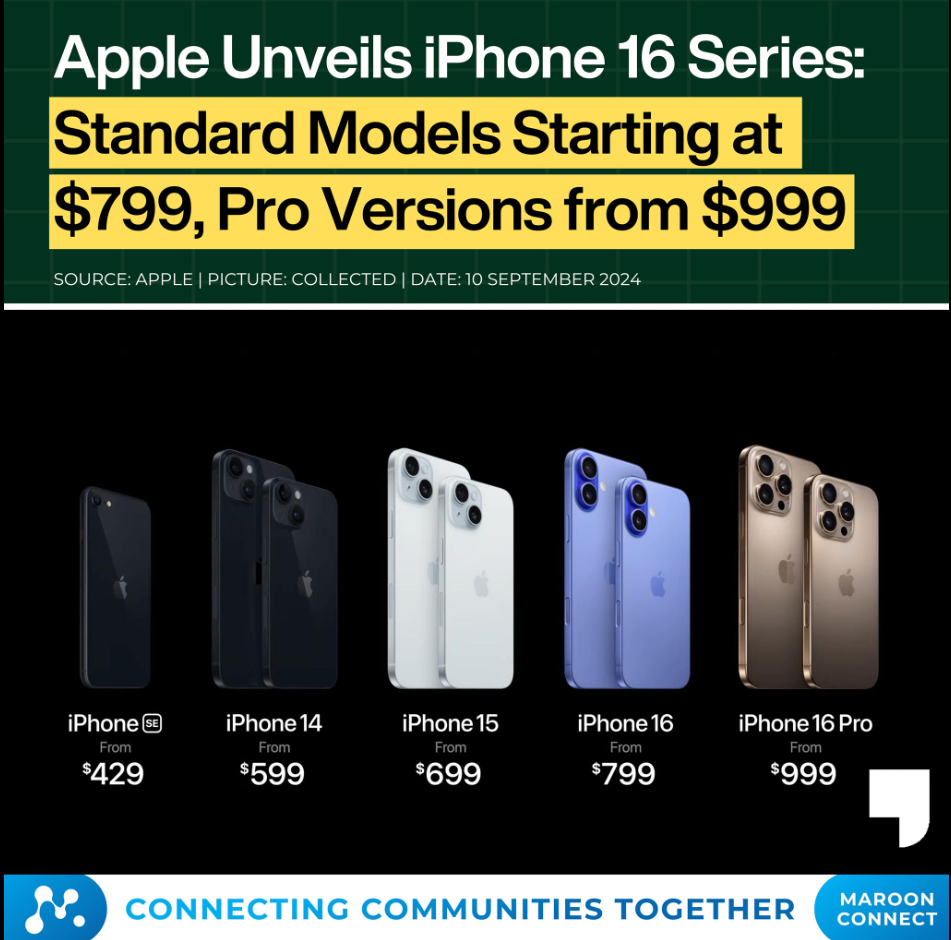 Apple Unveils iPhone 16 Series:
Standard Models Starting at
$799, Pro Versions from $999
SOURCE: APPLE | PICTURE: COLLECTED | DATE: 10 SEPTEMBER 2024
iPhone SE
From
$429
iPhone 14
From
$599
iPhone 15
From
$699
iPhone 16
From
$799
iPhone 16 Pro
From
$999
CONNECTING COMMUNITIES TOGETHER
MAROON
CONNECT